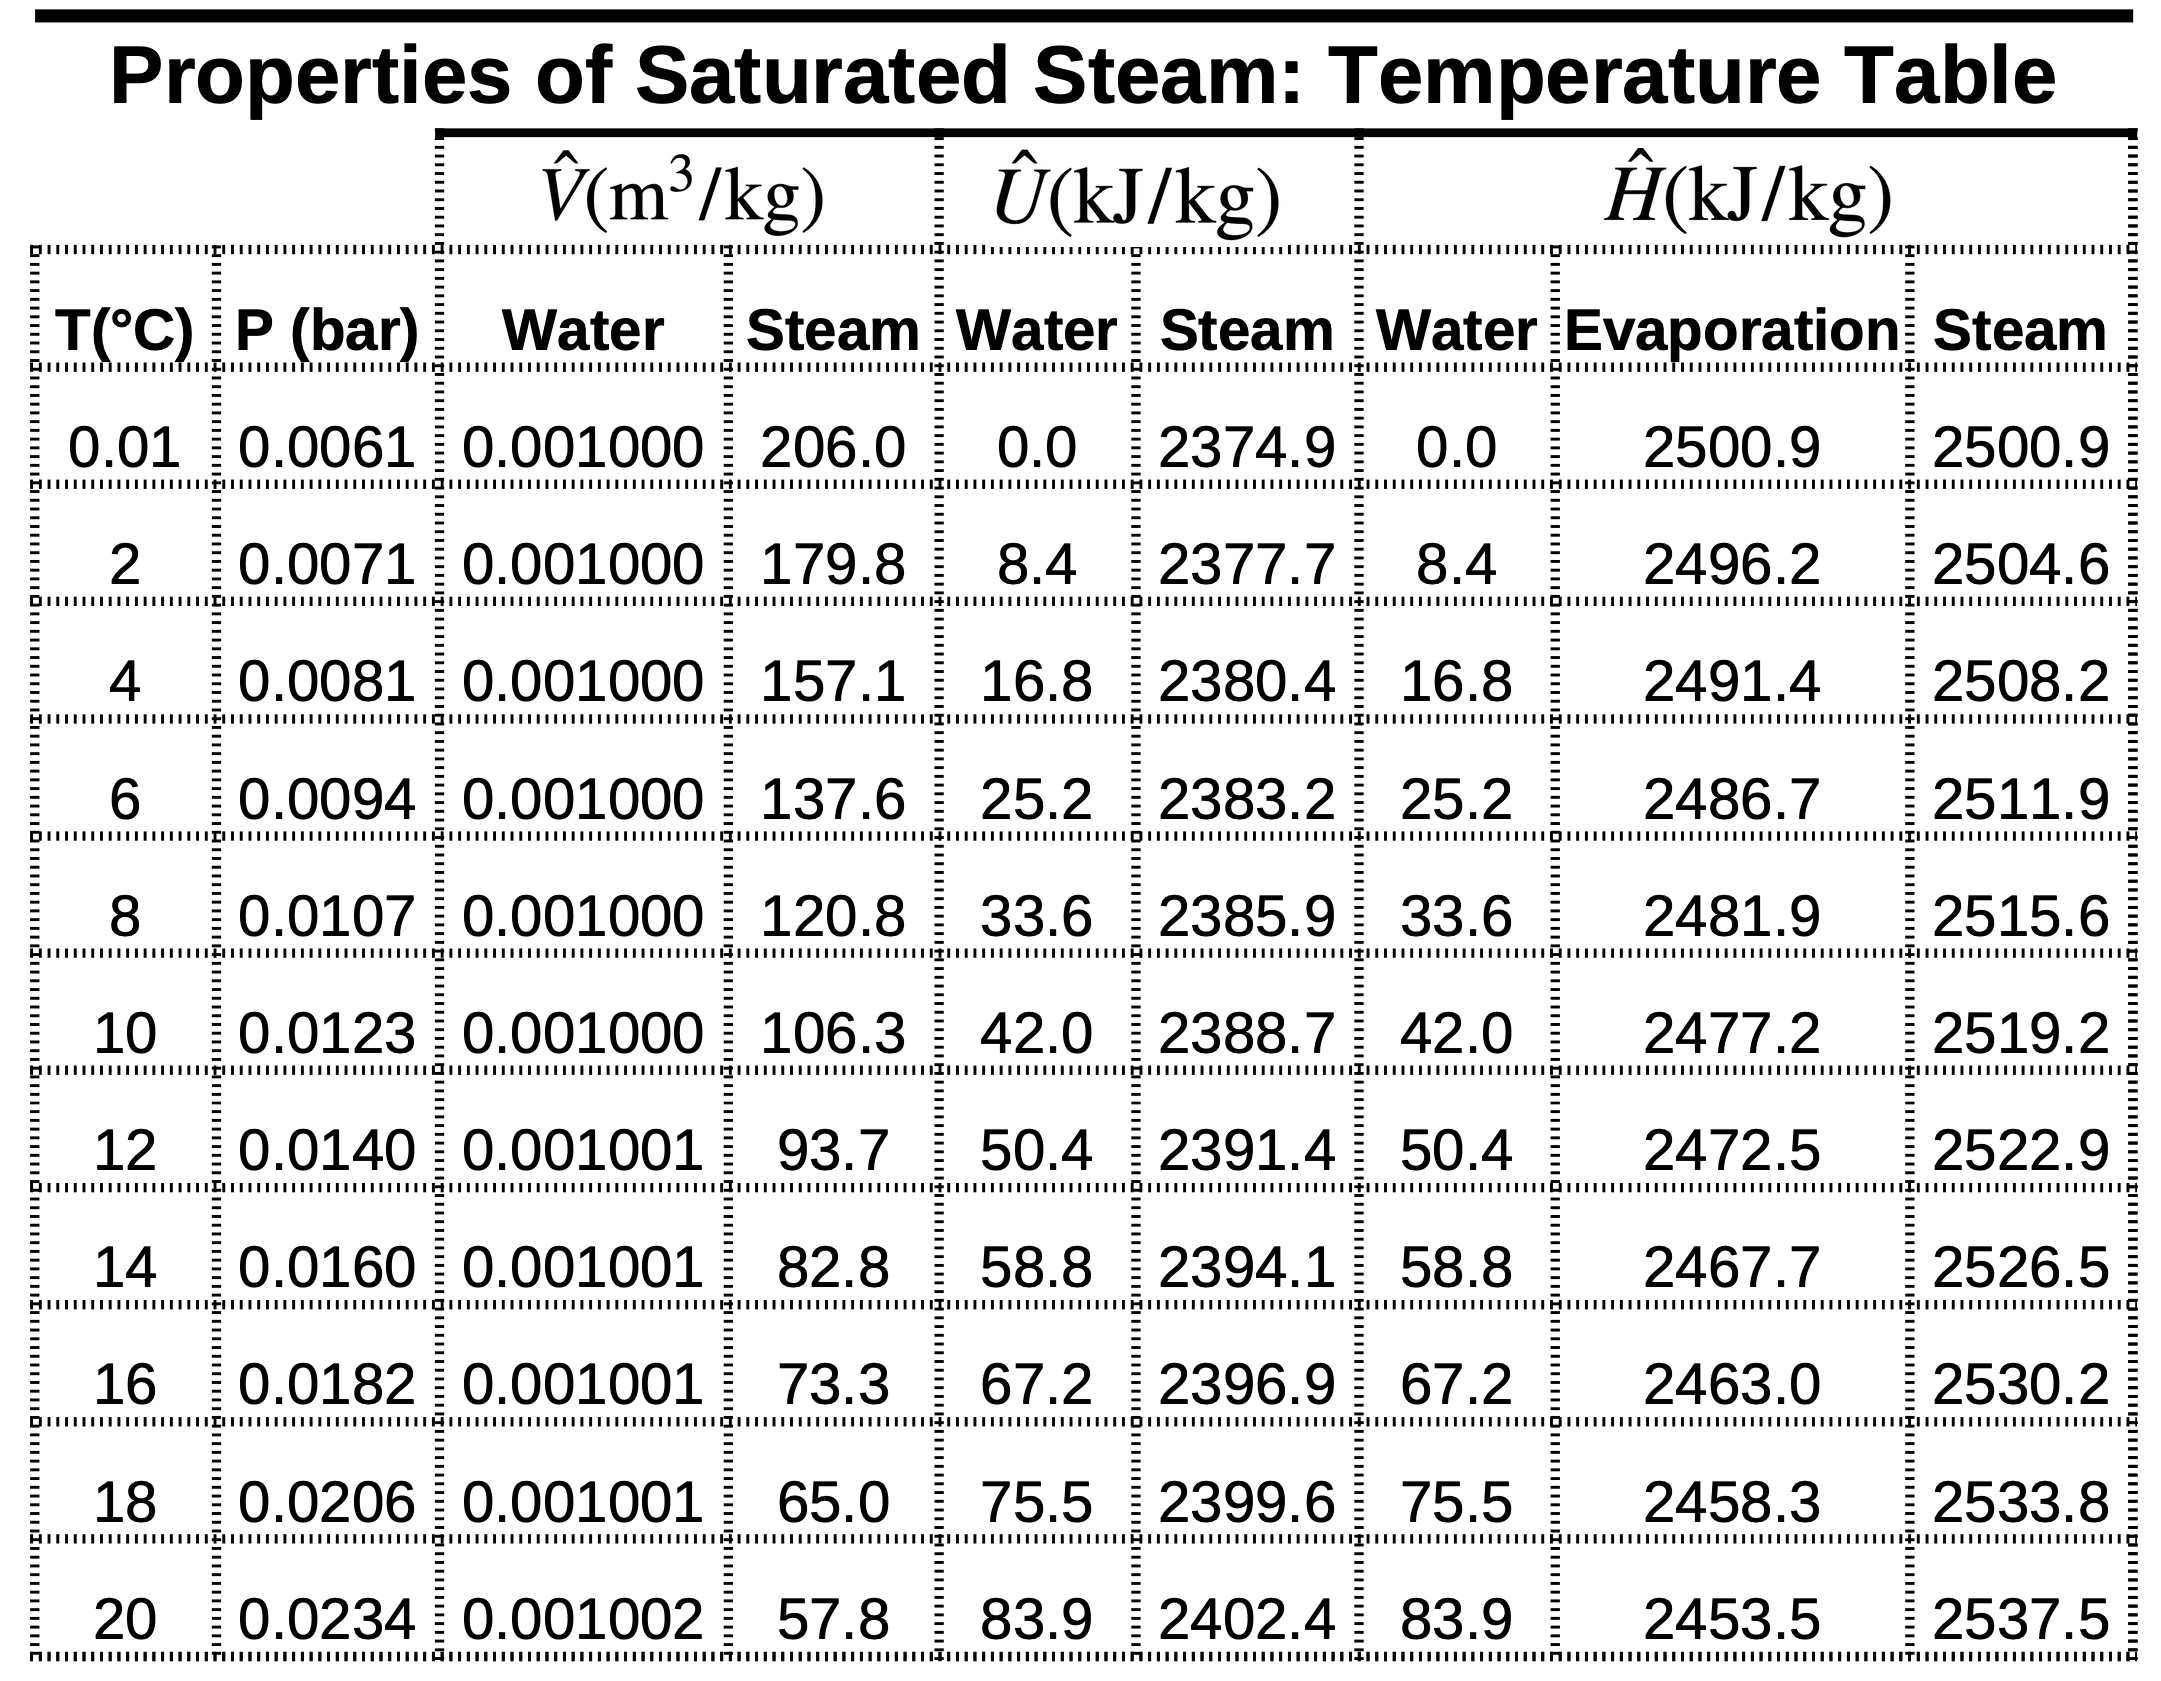 Properties of Saturated Steam: Temperature Table
V̂(m³/kg) Û(kJ/kg) Ĥ(kJ/kg)
T(°C) P (bar) Water Steam Water Steam Water Evaporation Steam
0.01 0.0061 0.001000 206.0 0.0 2374.9 0.0 2500.9 2500.9
2 0.0071 0.001000 179.8 8.4 2377.7 8.4 2496.2 2504.6
4 0.0081 0.001000 157.1 16.8 2380.4 16.8 2491.4 2508.2
6 0.0094 0.001000 137.6 25.2 2383.2 25.2 2486.7 2511.9
8 0.0107 0.001000 120.8 33.6 2385.9 33.6 2481.9 2515.6
10 0.0123 0.001000 106.3 42.0 2388.7 42.0 2477.2 2519.2
12 0.0140 0.001001 93.7 50.4 2391.4 50.4 2472.5 2522.9
14 0.0160 0.001001 82.8 58.8 2394.1 58.8 2467.7 2526.5
16 0.0182 0.001001 73.3 67.2 2396.9 67.2 2463.0 2530.2
18 0.0206 0.001001 65.0 75.5 2399.6 75.5 2458.3 2533.8
20 0.0234 0.001002 57.8 83.9 2402.4 83.9 2453.5 2537.5